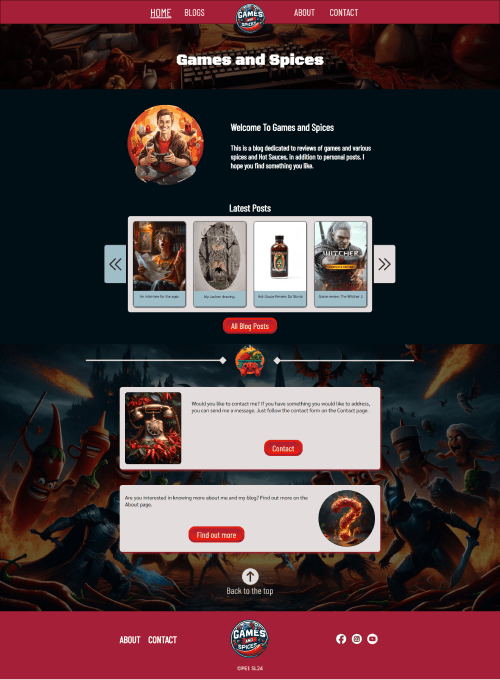 HOME BLOGS GAMES AND SPICES ABOUT CONTACT
Games and Spices
Welcome To Games and Spices
This is a blog dedicated to reviews of games and various
spices and Hot Sauces, in addition to personal posts. I
hope you find something you like.
Latest Posts
WITCHER
An interview for the ages
My Lacker drawing
Hot Sauce Review, Da'Bomb
Game review, The Witcher 3
All Blog Posts
Would you like to contact me? If you have something you would like to address,
you can send me a message. Just follow the contact form on the Contact page.
Contact
Are you interested in knowing more about me and my blog? Find out more on the
About page.
Find out more
Back to the top
ABOUT CONTACT
GAMES
AND
SPICES
©PE1 SL24